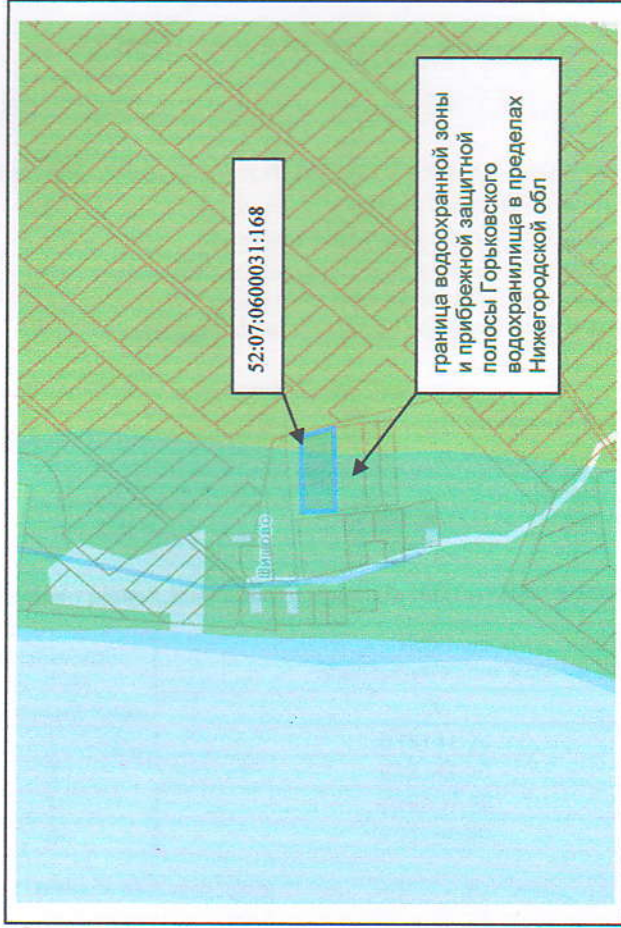 52:07:0600031:168
граница водоохранной зоны
и прибрежной защитной
полосы Горьковского
водохранилища в пределах
Нижегородской обл